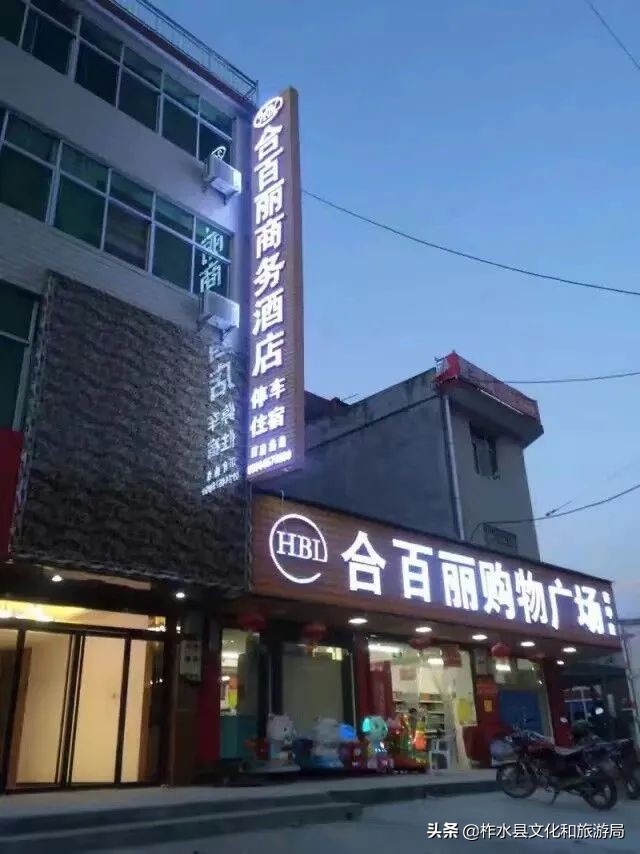 合百丽商务酒店
停车
住宿
HBL
合百丽购物广场
头条 @柞水县文化和旅游局